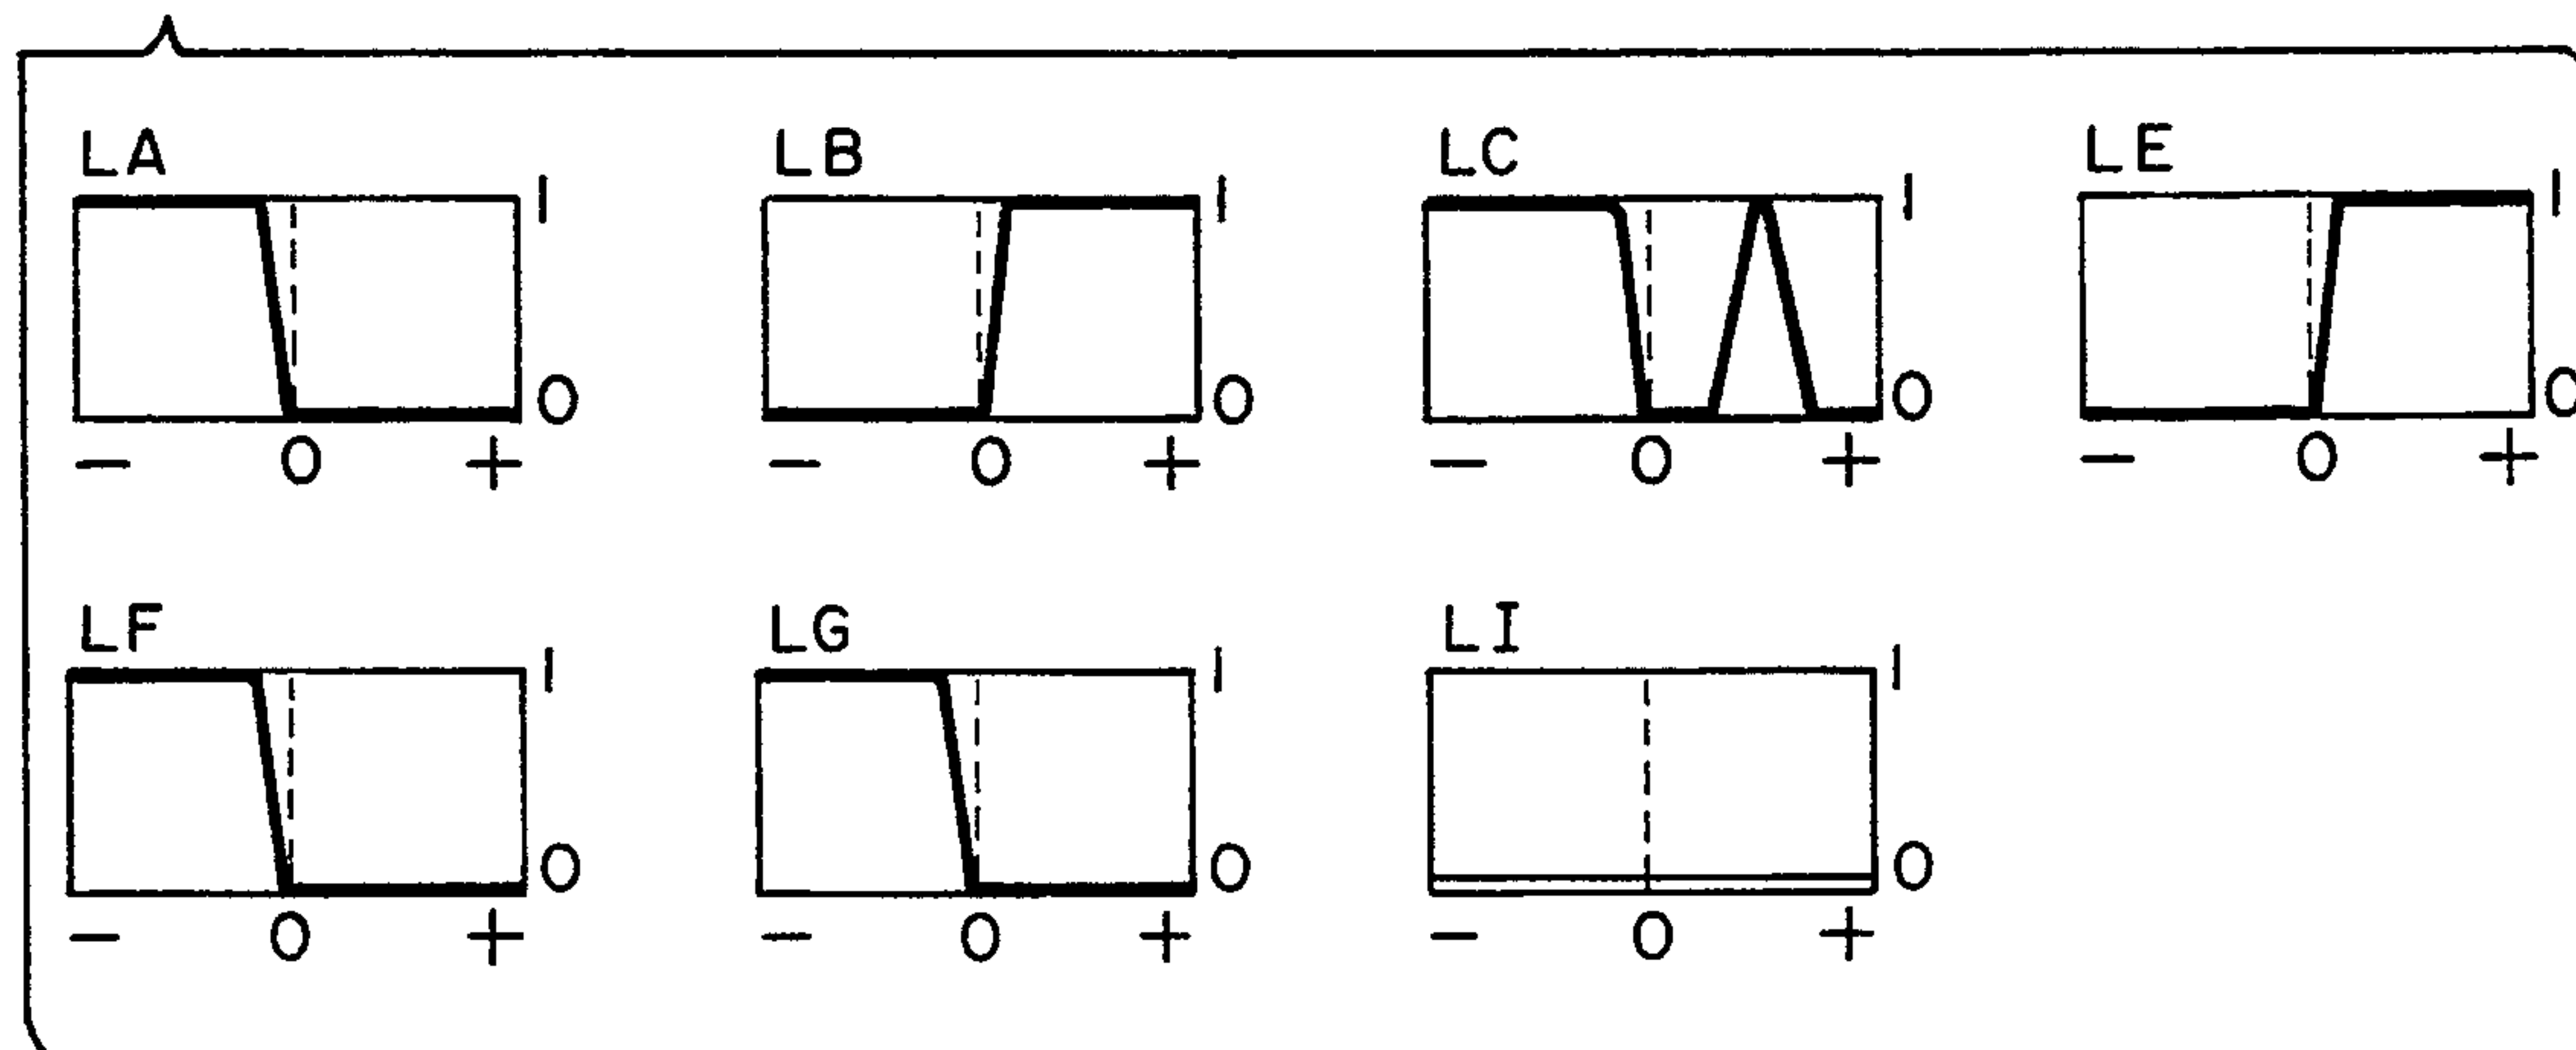 LA LB LC LE
1 1 1 1
0 0 0 0
− 0 + − 0 + − 0 + − 0 +
LF LG LI
1 1 1
0 0 0
− 0 + − 0 + − 0 +